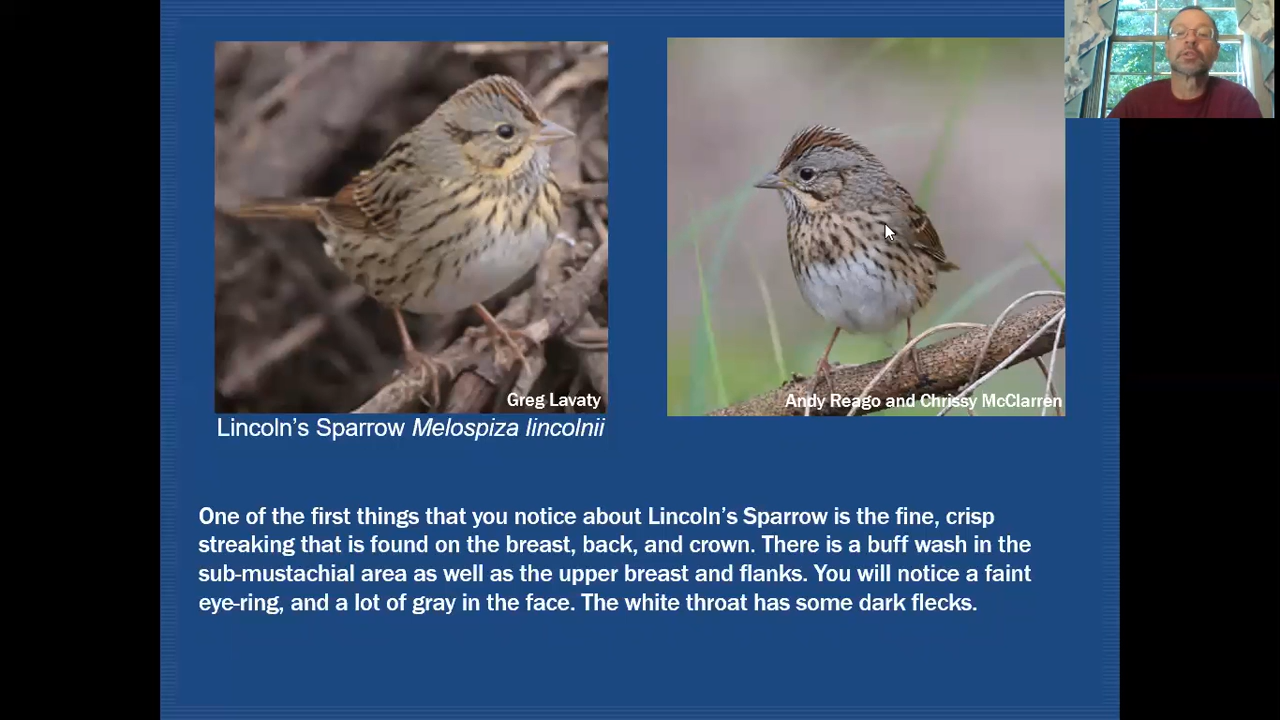 Greg Lavaty
Andy Reago and Chrissy McClarren
Lincoln's Sparrow Melospiza lincolnii
One of the first things that you notice about Lincoln's Sparrow is the fine, crisp
streaking that is found on the breast, back, and crown. There is a buff wash in the
sub-mustachial area as well as the upper breast and flanks. You will notice a faint
eye-ring, and a lot of gray in the face. The white throat has some dark flecks.